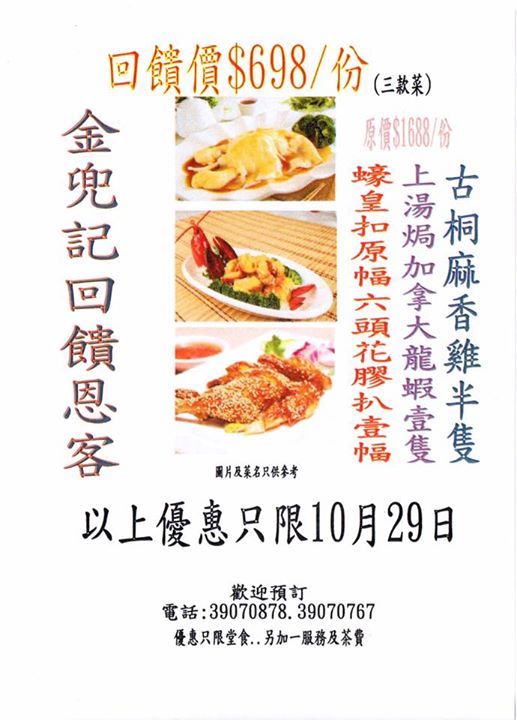 回饋價$698/份
(三款菜)
原價$1688/份
古桐麻香雞半隻
上湯焗加拿大龍蝦壹隻
蠔皇扣原幅六頭花膠扒壹幅
金兜記回饋恩客
圖片及菜名只供參考
以上優惠只限10月29日
歡迎預訂
電話:39070878.39070767
優惠只限堂食..另加一服務及茶費